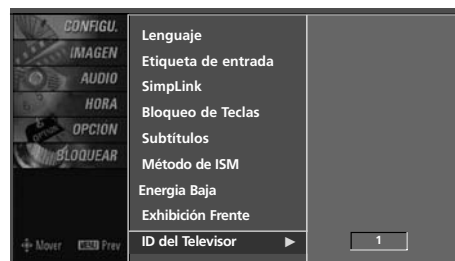 CONFIGU.
IMAGEN
AUDIO
HORA
OPCION
BLOQUEAR
Mover MENU Prev
Lenguaje
Etiqueta de entrada
SimpLink
Bloqueo de Teclas
Subtítulos
Método de ISM
Energia Baja
Exhibición Frente
ID del Televisor ▶ 1